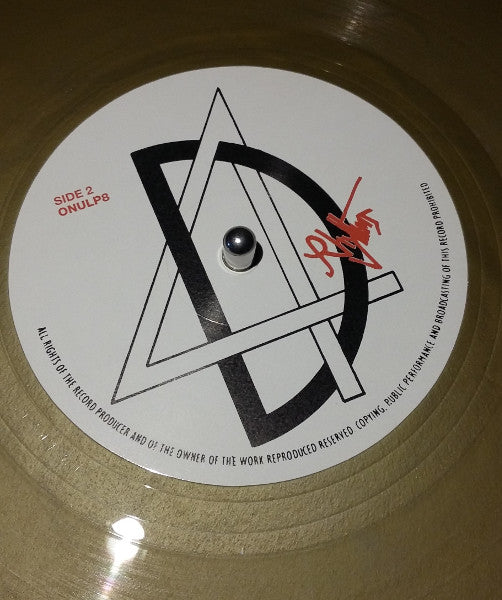 SIDE 2
ONULP8
ALL RIGHTS OF THE RECORD PRODUCER AND OF THE OWNER OF THE WORK REPRODUCED RESERVED. COPYING, PUBLIC PERFORMANCE AND BROADCASTING OF THIS RECORD PROHIBITED